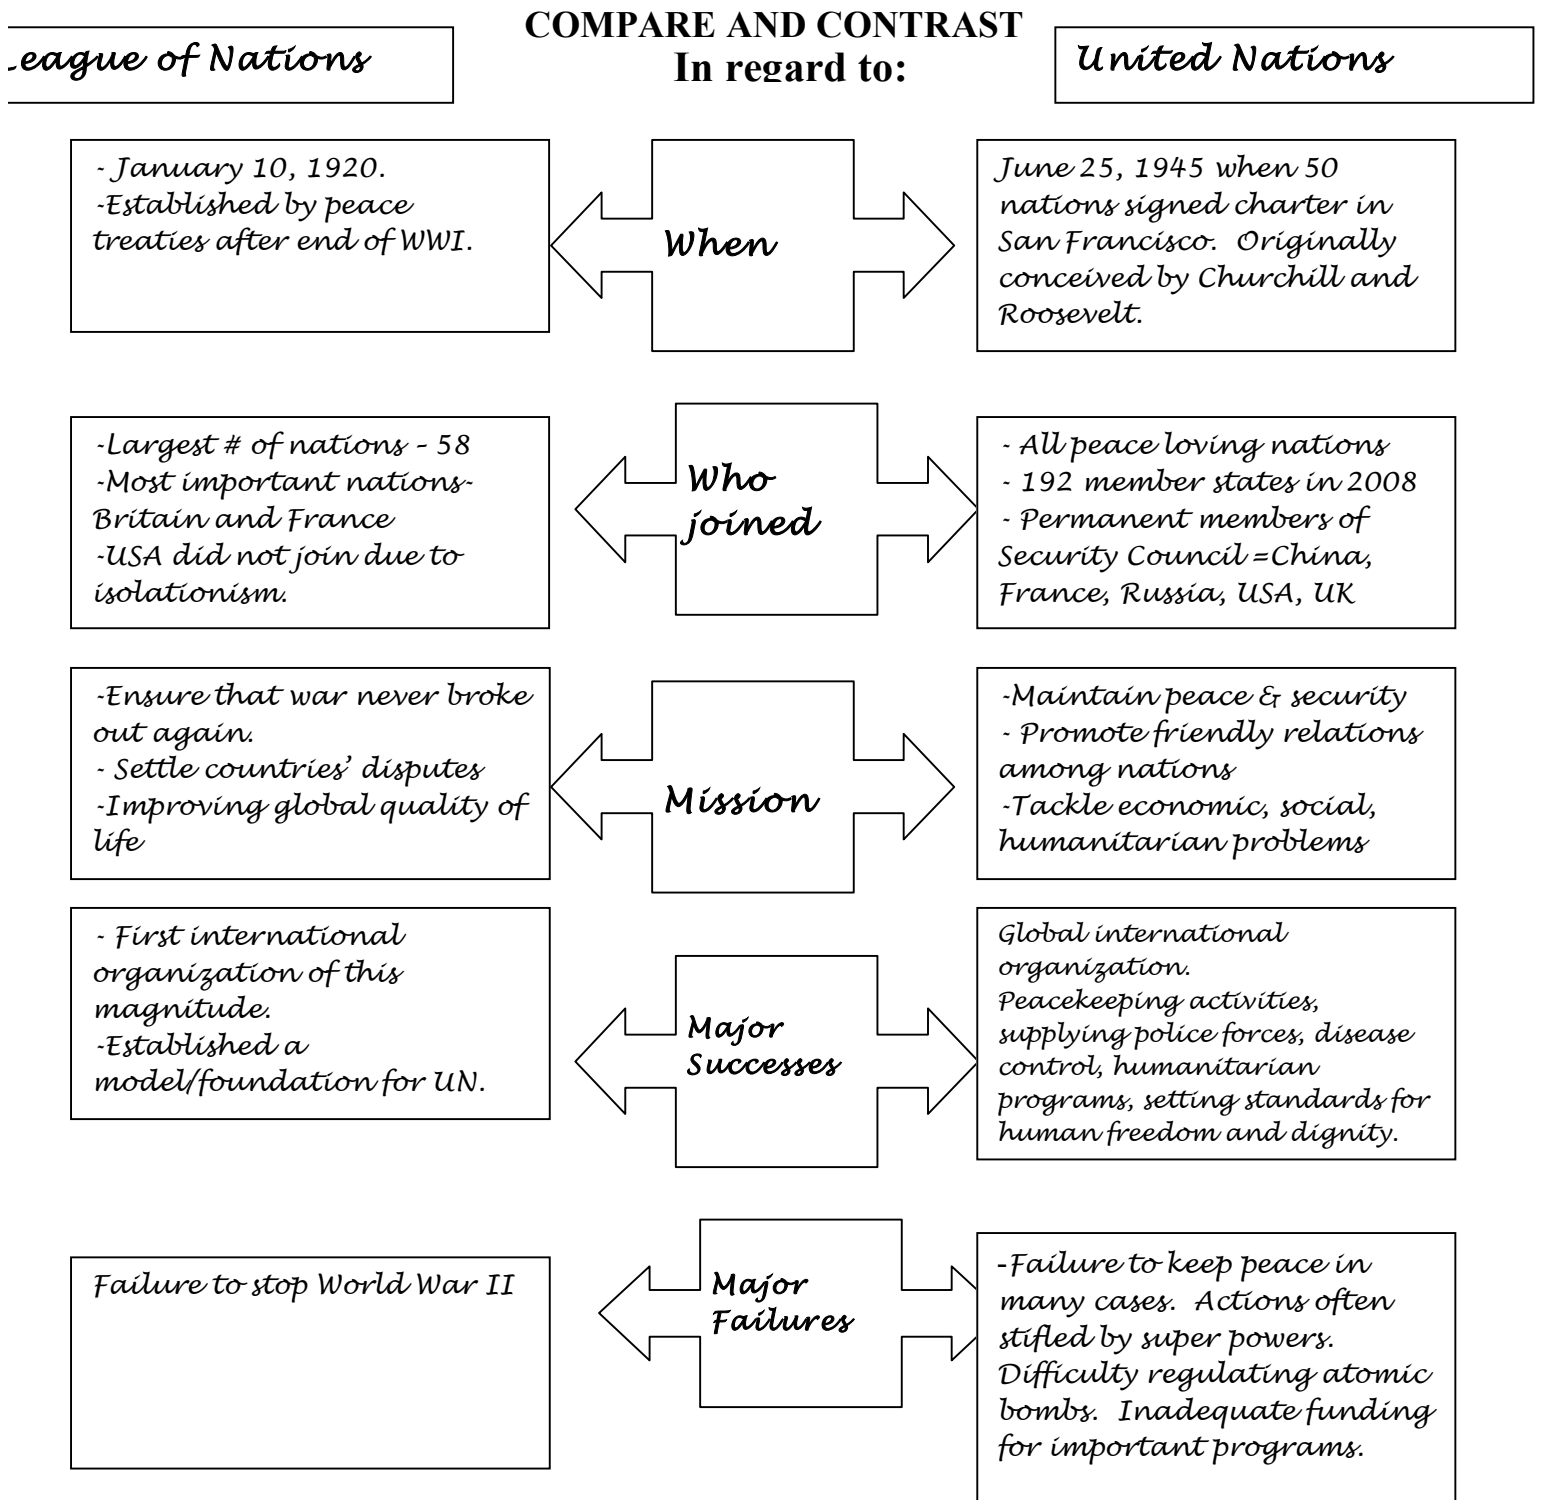 COMPARE AND CONTRAST
In regard to:
eague of Nations
United Nations
- January 10, 1920.
-Established by peace
treaties after end of WWI.
When
June 25, 1945 when 50
nations signed charter in
San Francisco. Originally
conceived by Churchill and
Roosevelt.
-Largest # of nations – 58
-Most important nations-
Britain and France
-USA did not join due to
isolationism.
Who
joined
- All peace loving nations
- 192 member states in 2008
- Permanent members of
Security Council =China,
France, Russia, USA, UK
-Ensure that war never broke
out again.
- Settle countries’ disputes
-Improving global quality of
life
Mission
-Maintain peace & security
- Promote friendly relations
among nations
-Tackle economic, social,
humanitarian problems
- First international
organization of this
magnitude.
-Established a
model/foundation for UN.
Major
Successes
Global international
organization.
Peacekeeping activities,
supplying police forces, disease
control, humanitarian
programs, setting standards for
human freedom and dignity.
Failure to stop World War II
Major
Failures
-Failure to keep peace in
many cases. Actions often
stifled by super powers.
Difficulty regulating atomic
bombs. Inadequate funding
for important programs.